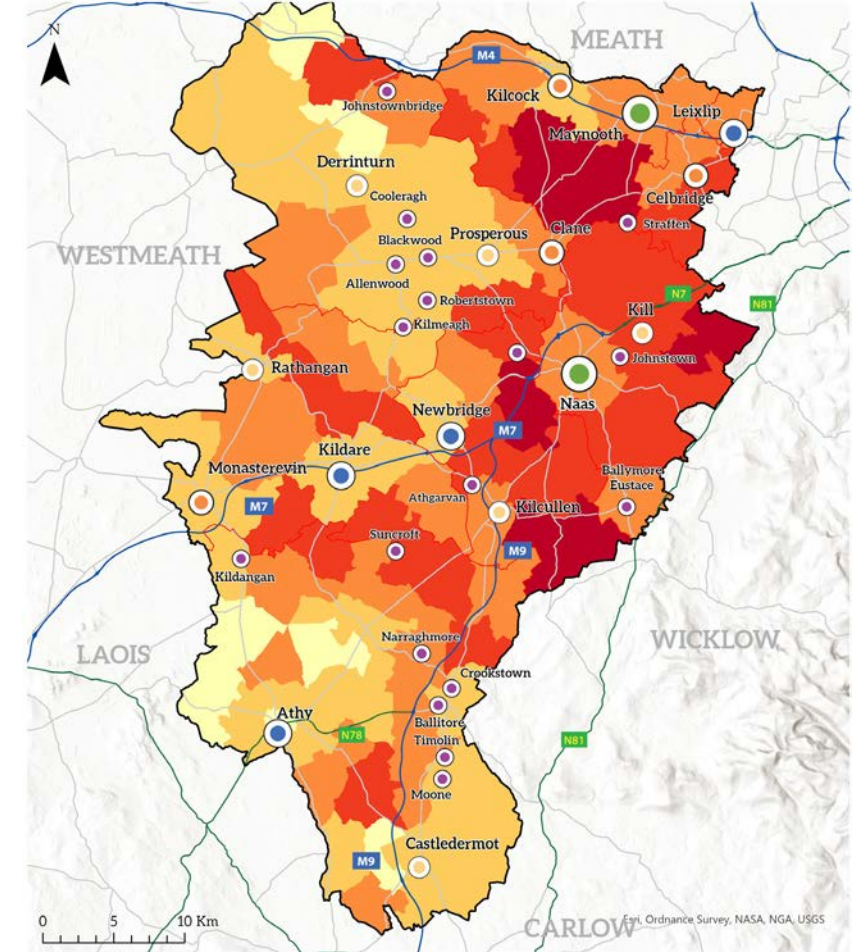 N
MEATH
M4
Kilcock
Johnstownbridge
Leixlip
Maynooth
Derrinturn
Celbridge
Cooleragh
Straffen
Blackwood
Prosperous
Clane
WESTMEATH
Allenwood
N7
N81
Robertstown
Kill
Kilmeagh
Johnstown
Rathangan
Naas
Newbridge
M7
Kildare
Monasterevin
Ballymore
Eustace
Athgarvan
M7
Kilcullen
Suncroft
M9
Kildangan
Narraghmore
WICKLOW
LAOIS
Crookstown
Athy
Ballitore
N78
N81
Timolin
Moone
Castledermot
M9
0 5 10 Km
CARLOW
Esri, Ordnance Survey, NASA, NGA, USGS